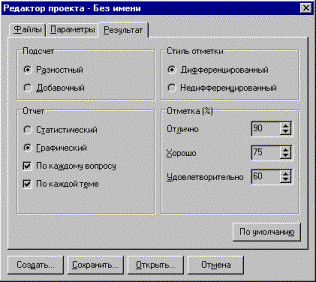 Редактор проекта - Без имени
Файлы Параметры Результат
Подсчет
Разностный
Добавочный
Стиль отметки
Дифференцированный
Недифференцированный
Отчет
Статистический
Графический
По каждому вопросу
По каждой теме
Отметка (%)
Отлично 90
Хорошо 75
Удовлетворительно 60
По умолчанию
Создать... Сохранить... Открыть... Отмена